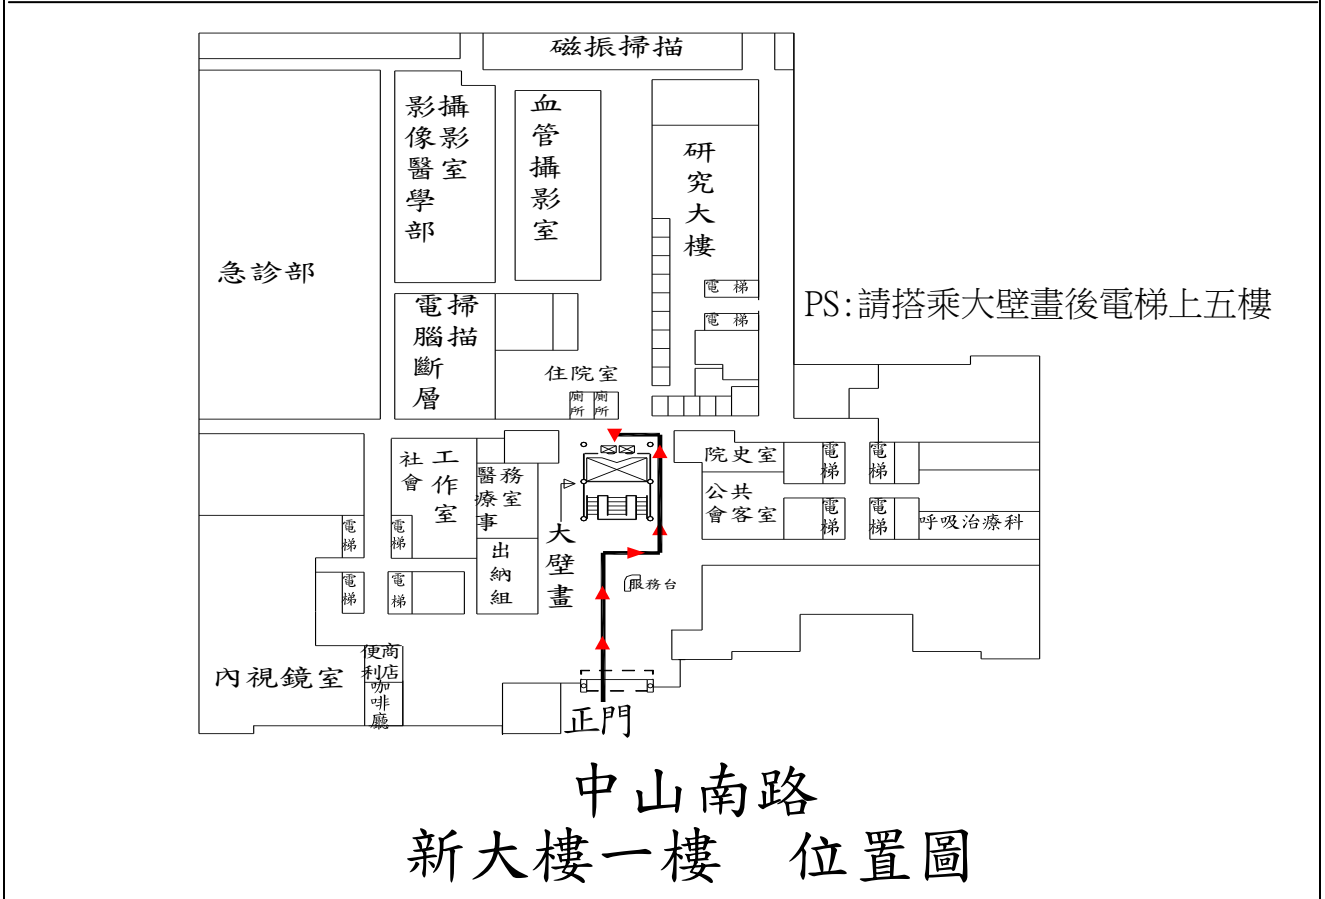 磁振掃描
影像醫學部
攝影室
血管攝影室
研究大樓
急診部
電梯
電梯
PS:請搭乘大壁畫後電梯上五樓
電腦斷層
掃描
住院室
廁所
廁所
社會
工作室
醫療事
務室
院史室
電梯
電梯
公共
會客室
電梯
電梯
呼吸治療科
電梯
電梯
出納組
大壁畫
電梯
電梯
服務台
內視鏡室
便利
商店
咖啡廳
正門
中山南路
新大樓一樓 位置圖